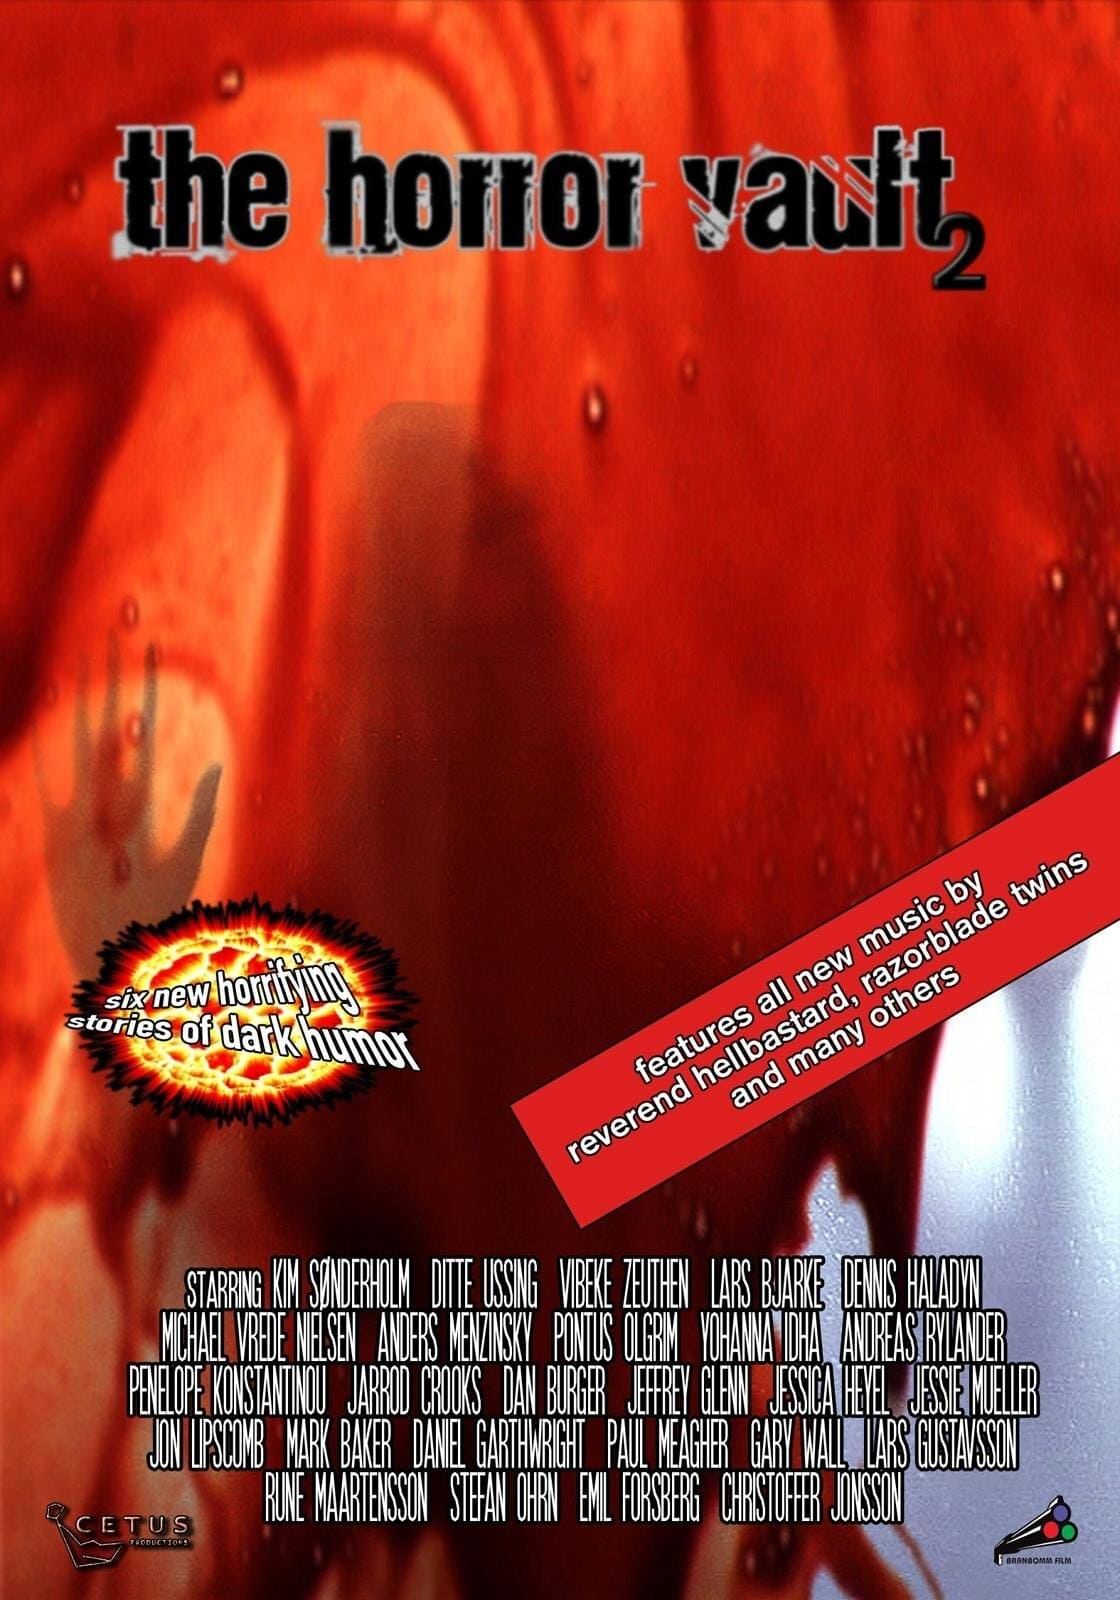 the horror vault
2
six new horrifying
stories of dark humor
features all new music by
reverend hellbastard, razorblade twins
and many others
STARRING KIM SØNDERHOLM DITTE USSING VIBEKE ZEUTHEN LARS BJARKE DENNIS HALADYN
MICHAEL VREDE NIELSEN ANDERS MENZINSKY PONTUS OLGRIM YOHANNA IDHA ANDREAS RYLANDER
PENELOPE KONSTANTINOU JARROD CROOKS DAN BURGER JEFFREY GLENN JESSICA HEYEL JESSIE MUELLER
JON LIPSCOMB MARK BAKER DANIEL GARTHWRIGHT PAUL MEAGHER GARY WALL LARS GUSTAVSSON
RUNE MAARTENSSON STEFAN OHRN EMIL FORSBERG CHRISTOFFER JONSSON
CETUS
PRODUCTIONS
BRANBOMM FILM